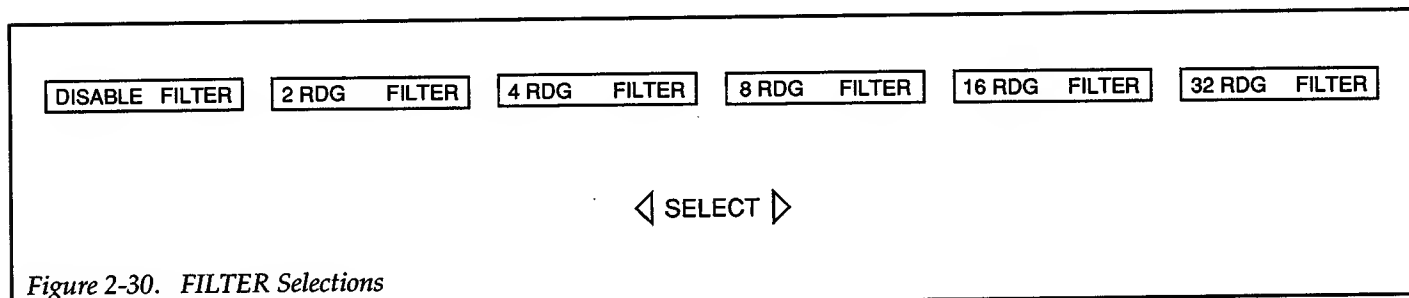 DISABLE FILTER 2 RDG FILTER 4 RDG FILTER 8 RDG FILTER 16 RDG FILTER 32 RDG FILTER
SELECT
Figure 2-30. FILTER Selections